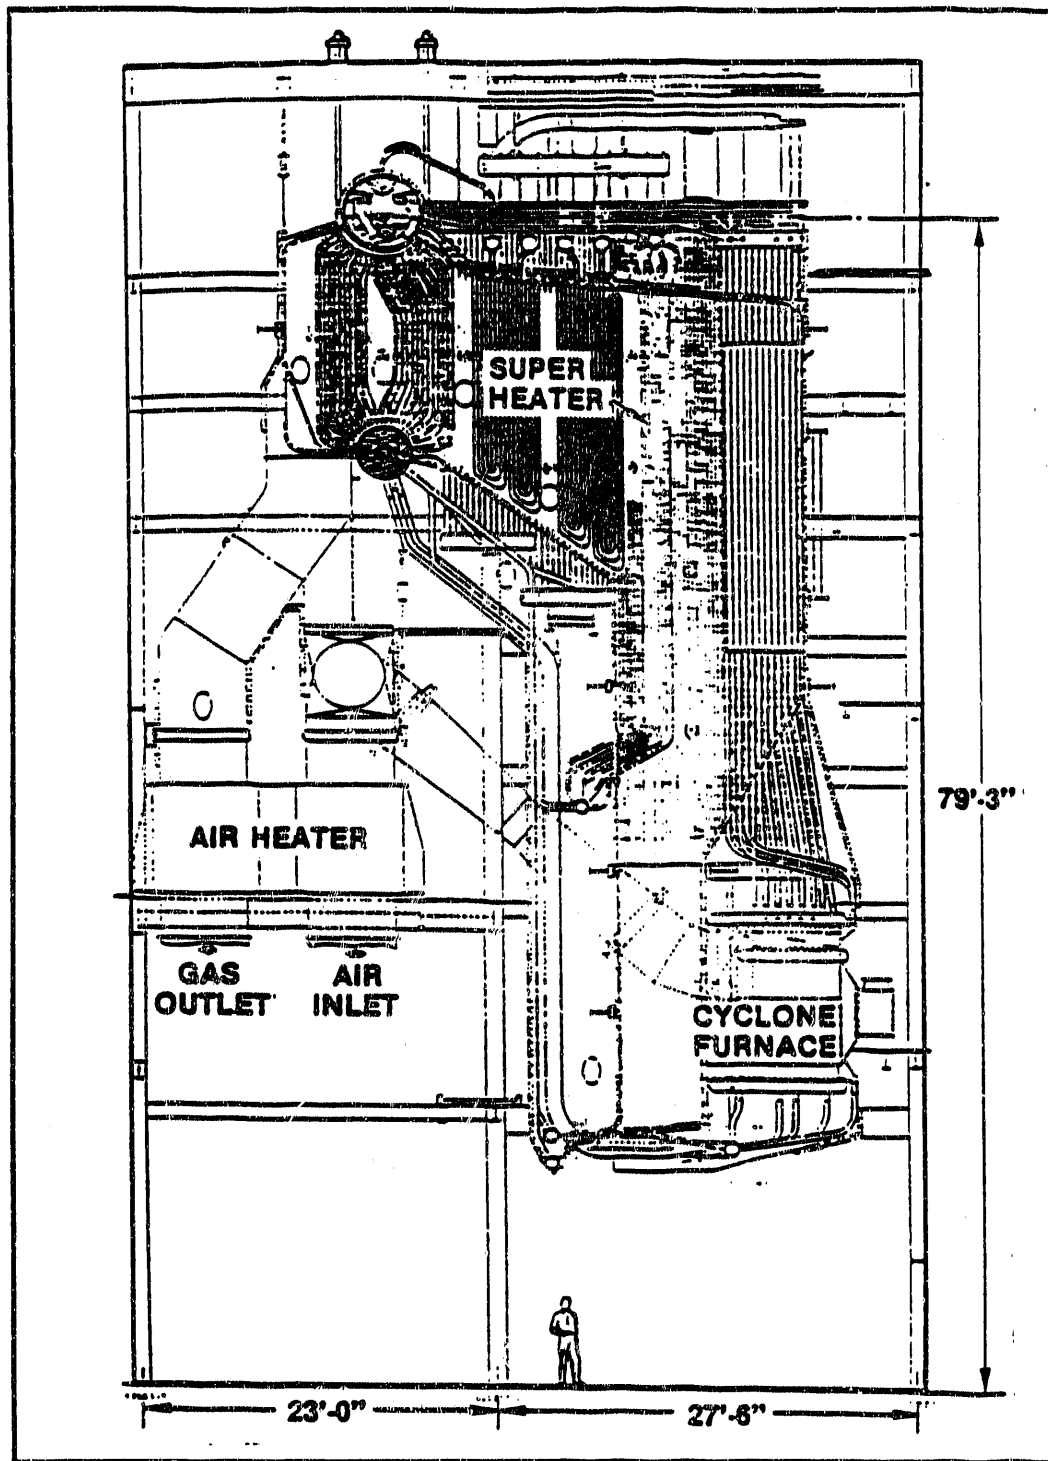 SUPER
HEATER
79'-3"
AIR HEATER
GAS
OUTLET
AIR
INLET
CYCLONE
FURNACE
23'-0"
27'-6"